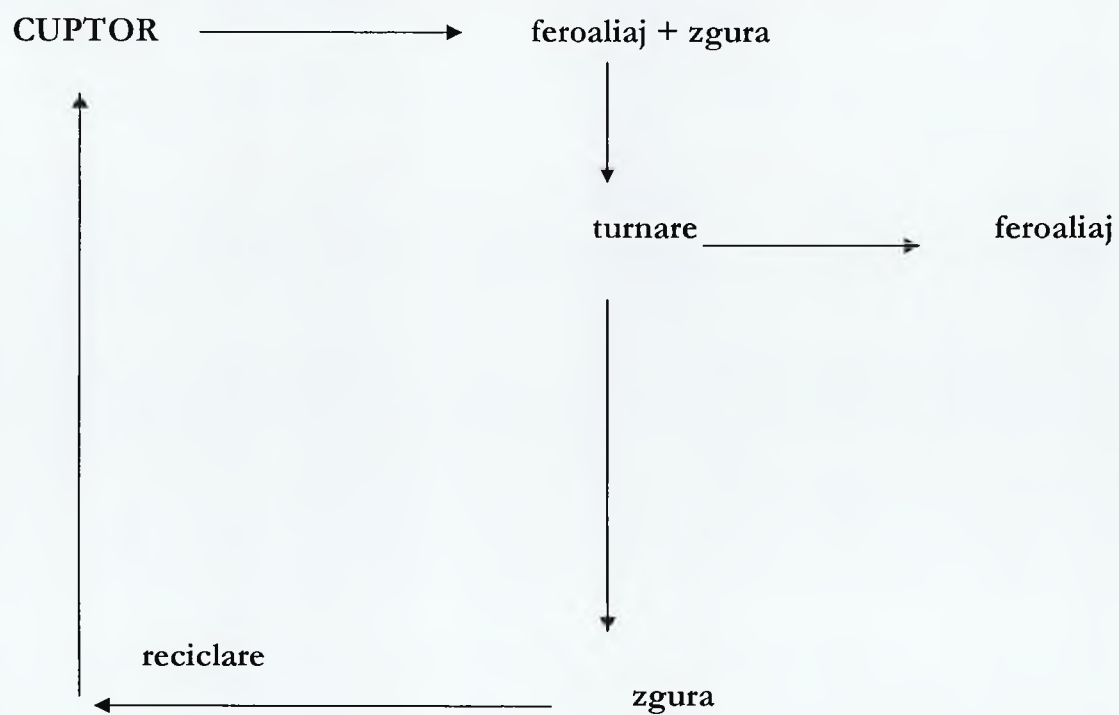 CUPTOR
feroaliaj + zgura
turnare
feroaliaj
reciclare
zgura